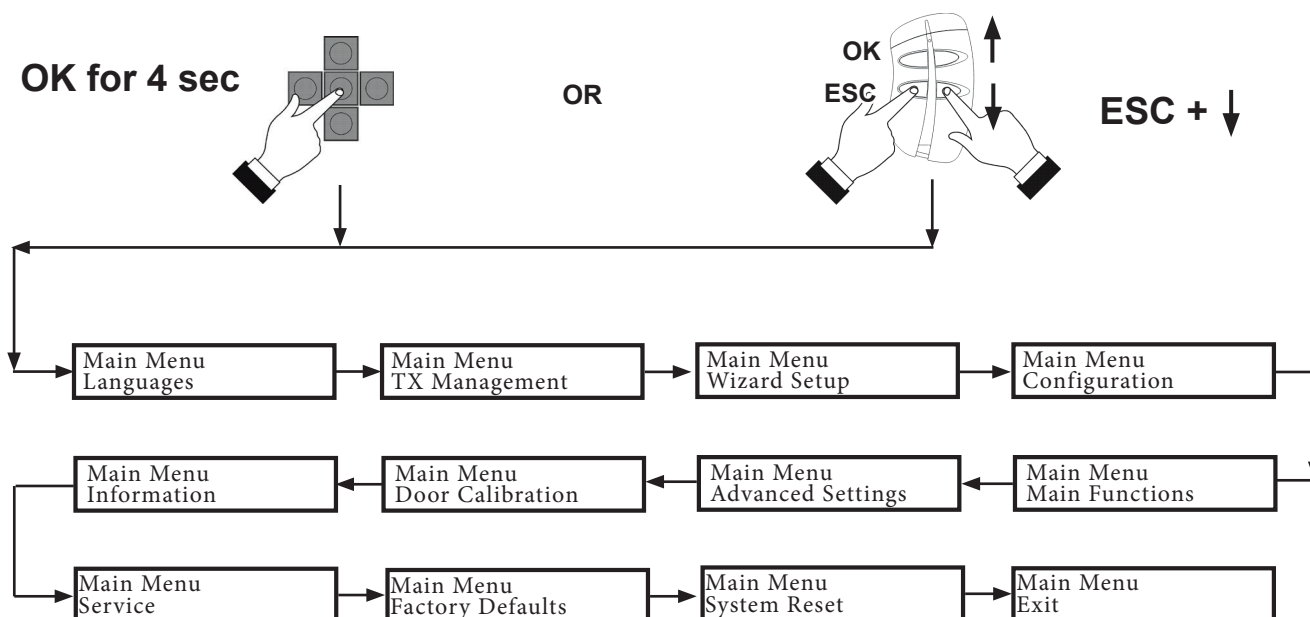 OK for 4 sec
OR
OK
ESC
ESC +
Main Menu
Languages
Main Menu
TX Management
Main Menu
Wizard Setup
Main Menu
Configuration
Main Menu
Information
Main Menu
Door Calibration
Main Menu
Advanced Settings
Main Menu
Main Functions
Main Menu
Service
Main Menu
Factory Defaults
Main Menu
System Reset
Main Menu
Exit